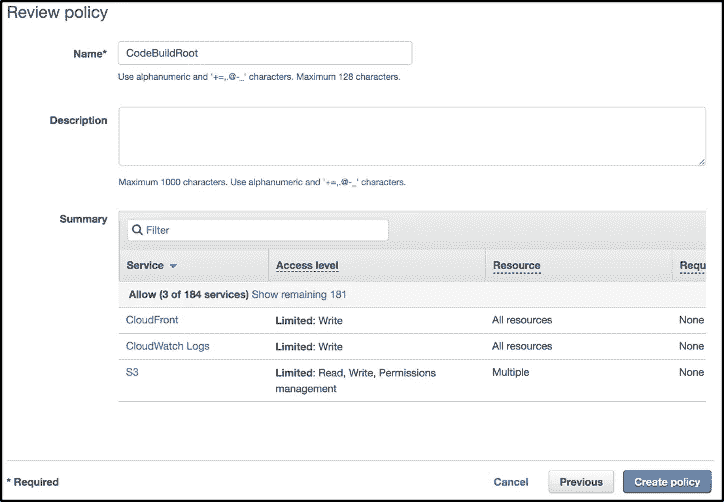 Review policy
Name* CodeBuildRoot
Use alphanumeric and '+=,.@-_' characters. Maximum 128 characters.
Description
Maximum 1000 characters. Use alphanumeric and '+=,.@-_' characters.
Summary
Filter
Service Access level Resource Requ
Allow (3 of 184 services) Show remaining 181
CloudFront Limited: Write All resources None
CloudWatch Logs Limited: Write All resources None
S3 Limited: Read, Write, Permissions Multiple None
management
* Required Cancel Previous Create policy